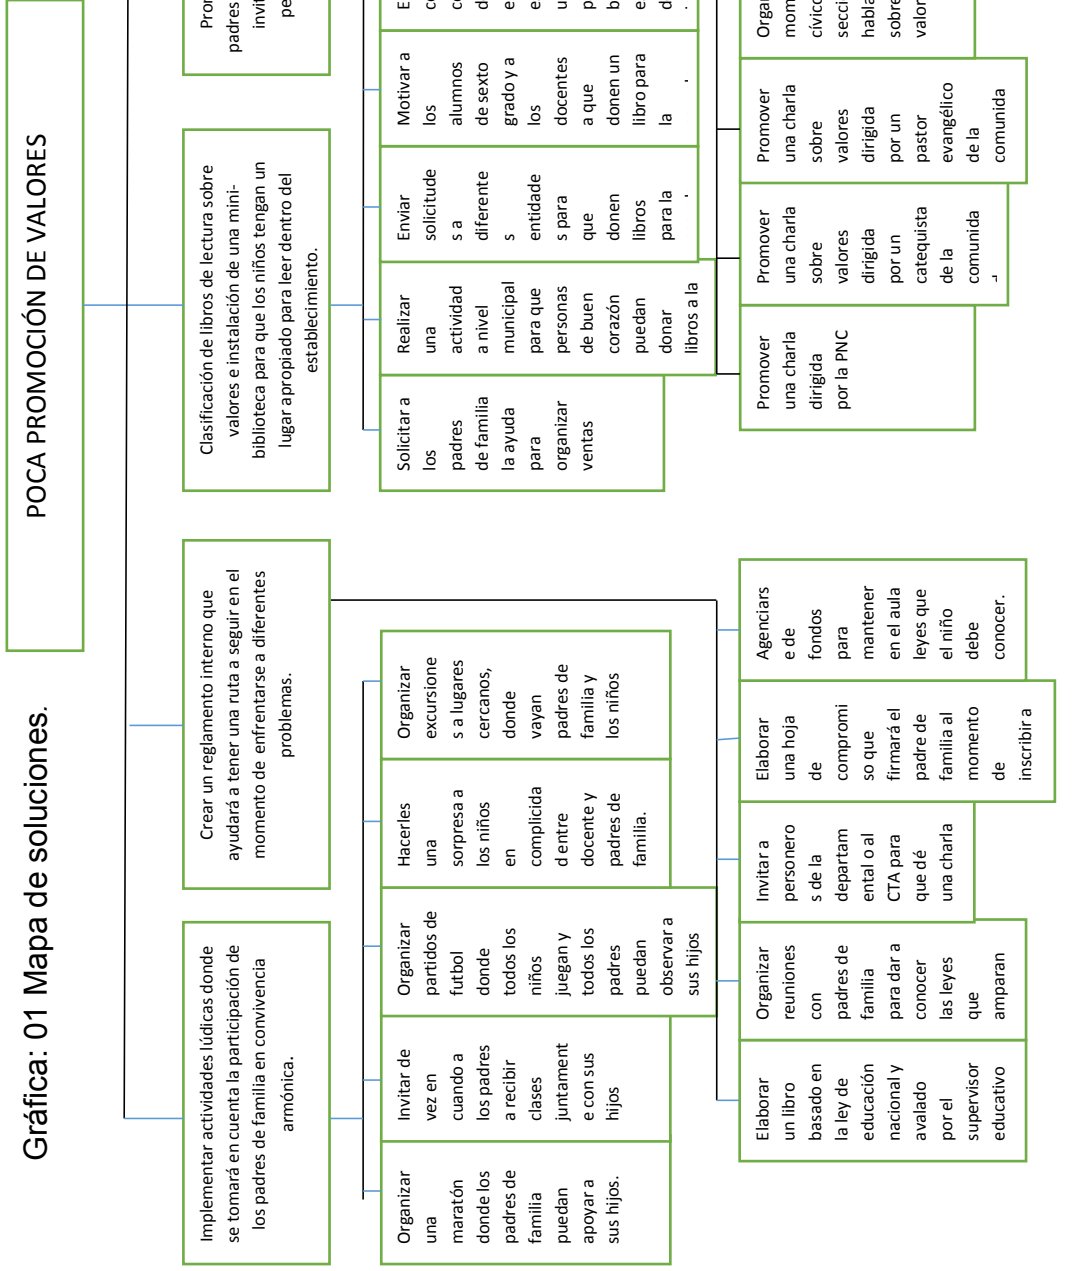 Gráfica: 01 Mapa de soluciones.
POCA PROMOCIÓN DE VALORES
Implementar actividades lúdicas donde
se tomará en cuenta la participación de
los padres de familia en convivencia
armónica.
Crear un reglamento interno que
ayudará a tener una ruta a seguir en el
momento de enfrentarse a diferentes
problemas.
Clasificación de libros de lectura sobre
valores e instalación de una mini-
biblioteca para que los niños tengan un
lugar apropiado para leer dentro del
establecimiento.
padres
Organizar
una
maratón
donde los
padres de
familia
puedan
apoyar a
sus hijos.
Invitar de
vez en
cuando a
los padres
a recibir
clases
juntament
e con sus
hijos
Organizar
partidos de
futbol
donde
todos los
niños
juegan y
todos los
padres
puedan
observar a
sus hijos
Hacerles
una
sorpresa a
los niños
en
complicida
d entre
docente y
padres de
familia.
Organizar
excursione
s a lugares
cercanos,
donde
vayan
padres de
familia y
los niños
Solicitar a
los
padres
de familia
la ayuda
para
organizar
ventas
Realizar
una
actividad
a nivel
municipal
para que
personas
de buen
corazón
puedan
donar
libros a la
Enviar
solicitude
s a
diferente
s
entidade
s para
que
donen
libros
para la
Motivar a
los
alumnos
de sexto
grado y a
los
docentes
a que
donen un
libro para
la
Elaborar
un libro
basado en
la ley de
educación
nacional y
avalado
por el
supervisor
educativo
Organizar
reuniones
con
padres de
familia
para dar a
conocer
las leyes
que
amparan
Invitar a
personero
s de la
departam
ental o al
CTA para
que dé
una charla
Elaborar
una hoja
de
compromi
so que
firmará el
padre de
familia al
momento
de
inscribir a
Agenciars
e de
fondos
para
mantener
en el aula
leyes que
el niño
debe
conocer.
Promover
una charla
dirigida
por la PNC
Promover
una charla
sobre
valores
dirigida
por un
catequista
de la
comunida
Promover
una charla
sobre
valores
dirigida
por un
pastor
evangélico
de la
comunida
sobre